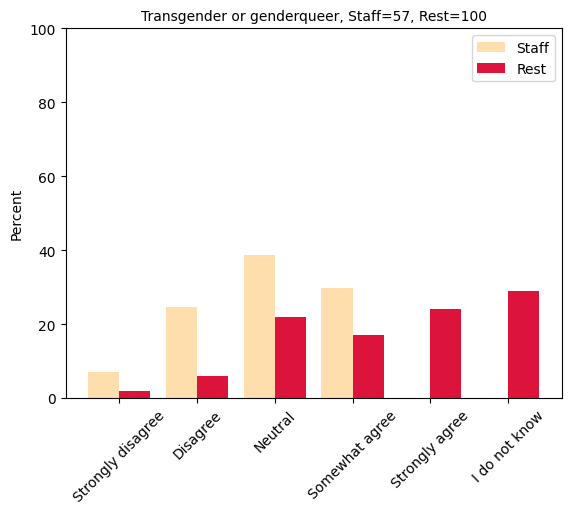 Transgender or genderqueer, Staff=57, Rest=100
Staff
Rest
Percent
100
80
60
40
20
0
Strongly disagree
Disagree
Neutral
Somewhat agree
Strongly agree
I do not know